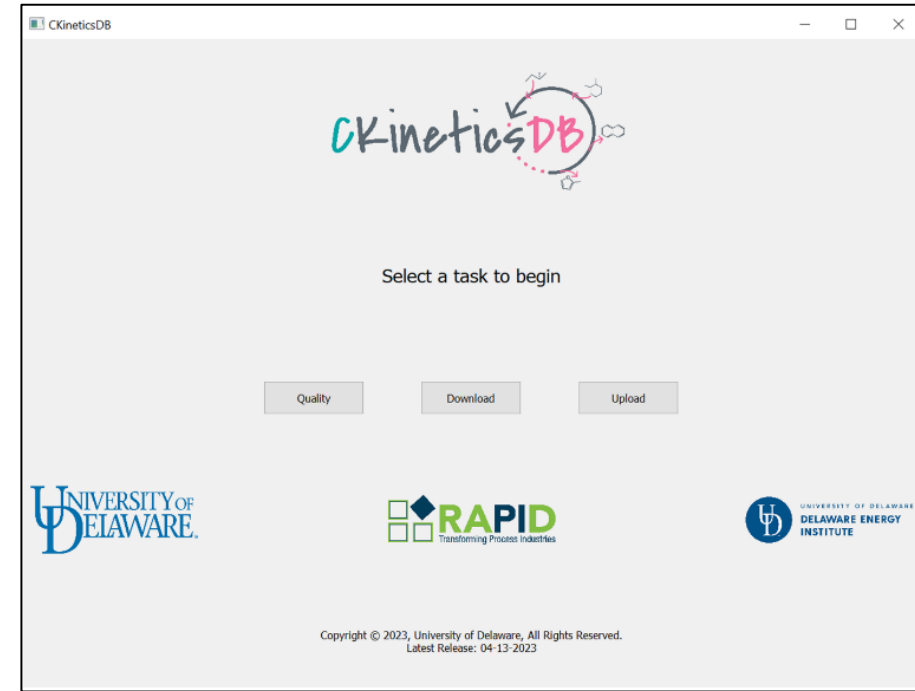 CKineticsDB
CKineticsDB
Select a task to begin
Quality
Download
Upload
UNIVERSITY OF
DELAWARE.
RAPID
Transforming Process Industries
UD
UNIVERSITY OF DELAWARE
DELAWARE ENERGY
INSTITUTE
Copyright © 2023, University of Delaware, All Rights Reserved.
Latest Release: 04-13-2023